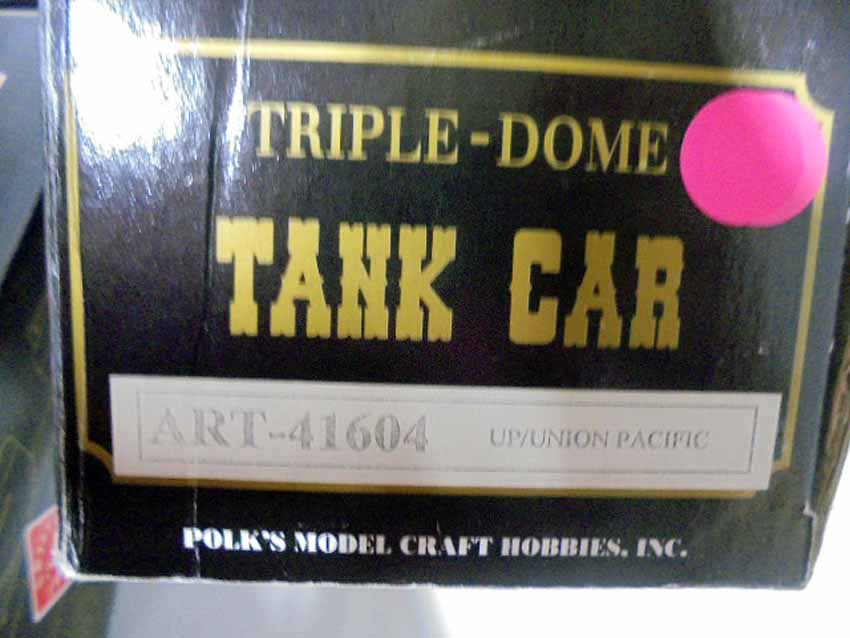 TRIPLE-DOME
TANK CAR
ART-41604 UP/UNION PACIFIC
POLK'S MODEL CRAFT HOBBIES, INC.